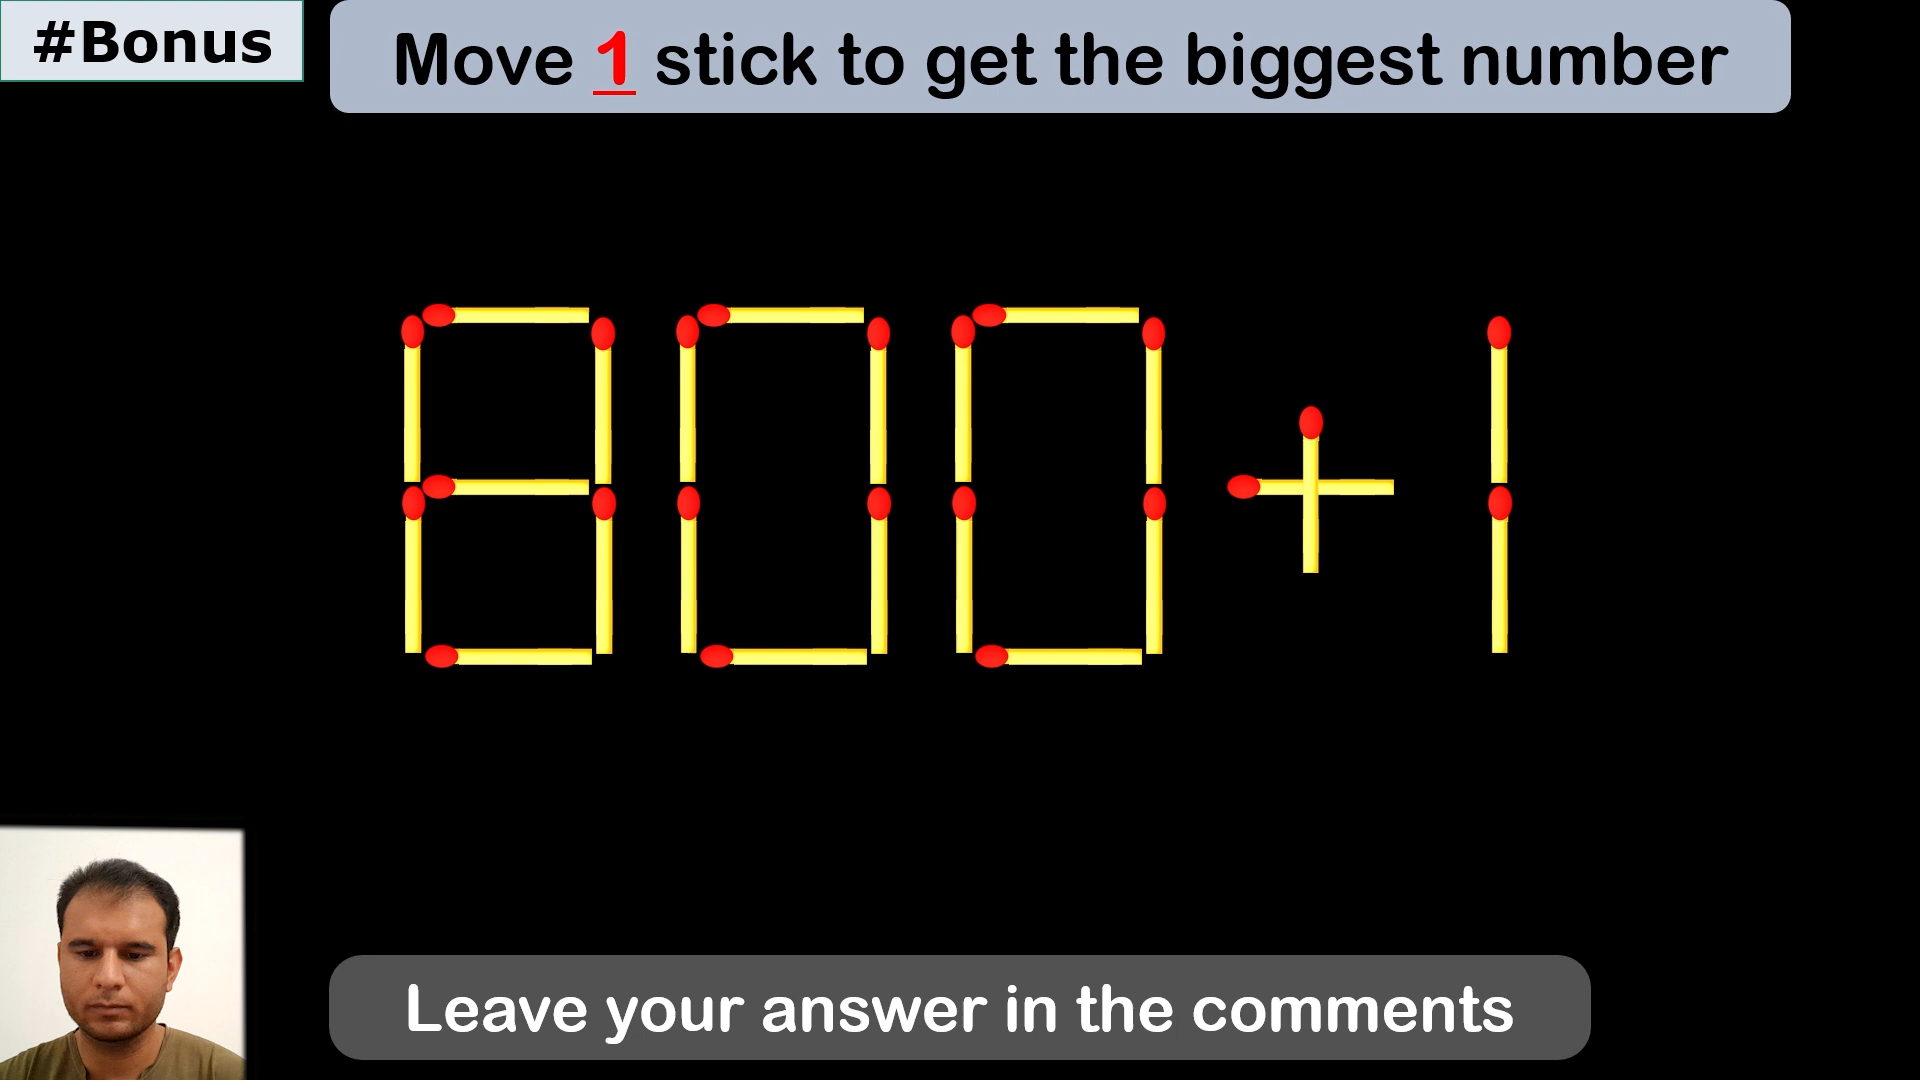 #Bonus
Move 1 stick to get the biggest number
800+1
Leave your answer in the comments